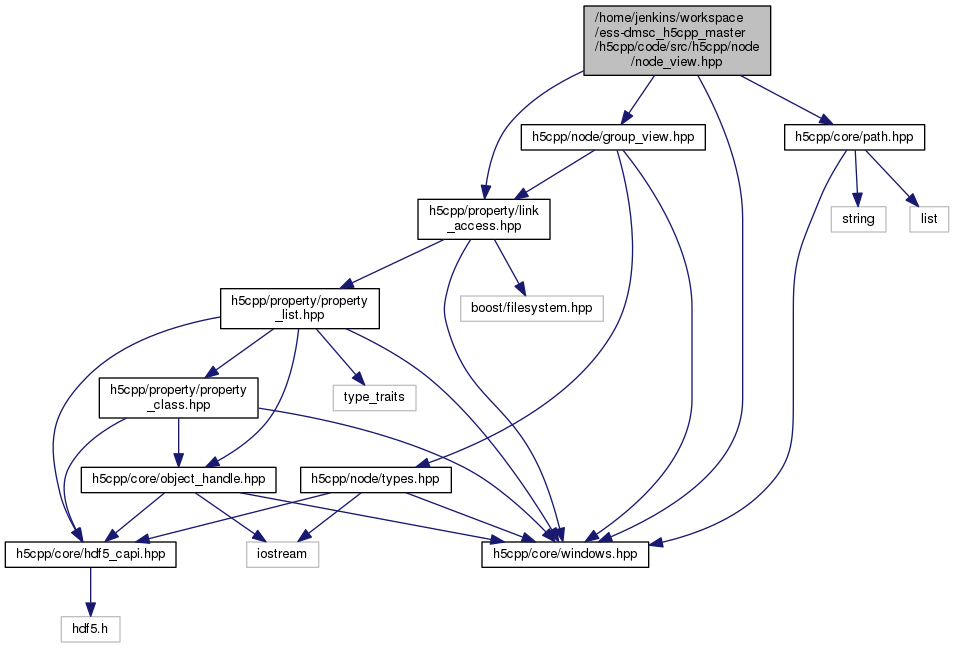 /home/jenkins/workspace
/ess-dmsc_h5cpp_master
/h5cpp/code/src/h5cpp/node
/node_view.hpp
h5cpp/node/group_view.hpp
h5cpp/core/path.hpp
h5cpp/property/link
_access.hpp
string
list
h5cpp/property/property
_list.hpp
boost/filesystem.hpp
h5cpp/property/property
_class.hpp
type_traits
h5cpp/core/object_handle.hpp
h5cpp/node/types.hpp
h5cpp/core/hdf5_capi.hpp
iostream
h5cpp/core/windows.hpp
hdf5.h